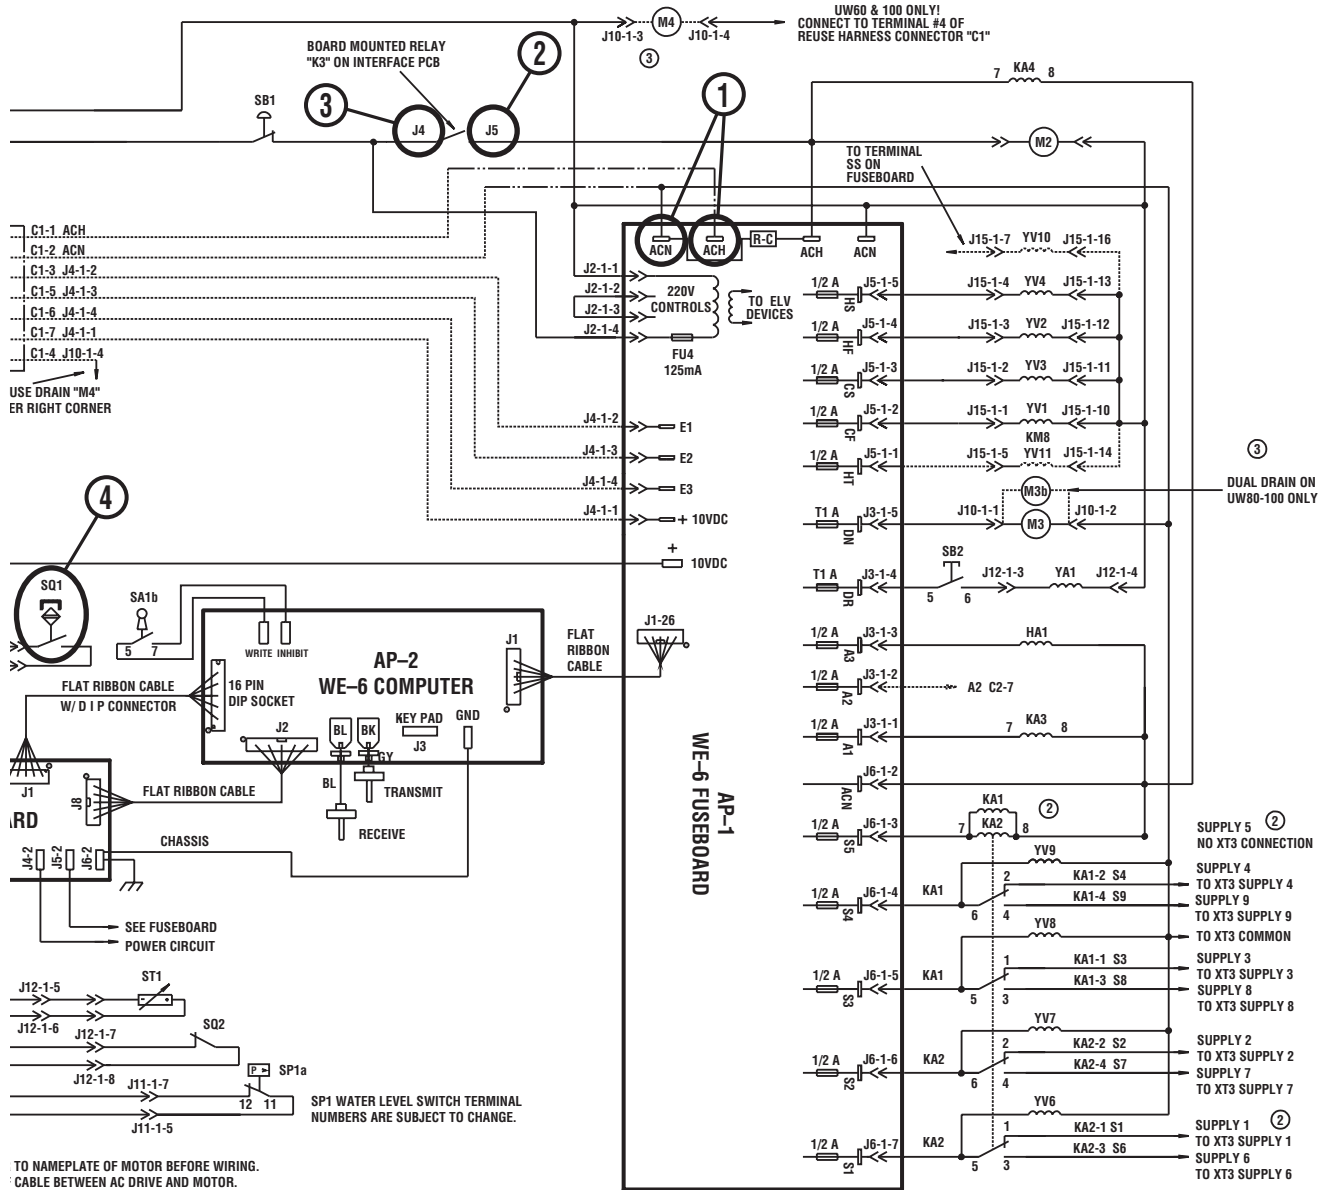 UW60 & 100 ONLY!
CONNECT TO TERMINAL #4 OF
REUSE HARNESS CONNECTOR "C1"
M4
J10-1-3
J10-1-4
3
BOARD MOUNTED RELAY
"K3" ON INTERFACE PCB
2
1
3
7 KA4 8
SB1
J4
J5
M2
TO TERMINAL
SS ON
FUSEBOARD
C1-1 ACH
C1-2 ACN
C1-3 J4-1-2
C1-5 J4-1-3
C1-6 J4-1-4
C1-7 J4-1-1
C1-4 J10-1-4
USE DRAIN "M4"
ER RIGHT CORNER
ACN
ACH
R-C
ACH
ACN
J2-1-1
J2-1-2
J2-1-3
J2-1-4
220V
CONTROLS
TO ELV
DEVICES
FU4
125mA
J15-1-7 YV10 J15-1-16
1/2 A HS J5-1-5
J15-1-4 YV4 J15-1-13
1/2 A HF J5-1-4
J15-1-3 YV2 J15-1-12
1/2 A CS J5-1-3
J15-1-2 YV3 J15-1-11
1/2 A CF J5-1-2
J15-1-1 YV1 J15-1-10
KM8
1/2 A HT J5-1-1
J15-1-5 YV11 J15-1-14
J4-1-2 E1
J4-1-3 E2
J4-1-4 E3
J4-1-1 + 10VDC
+
10VDC
3
DUAL DRAIN ON
UW80-100 ONLY
M3b
T1 A DN J3-1-5
J10-1-1 M3 J10-1-2
SB2
T1 A DR J3-1-4
5 6
J12-1-3 YA1 J12-1-4
4
SQ1
SA1b
5 7
WRITE INHIBIT
AP–2
WE–6 COMPUTER
J1
FLAT
RIBBON
CABLE
J1-26
1/2 A A3 J3-1-3
HA1
1/2 A A2 J3-1-2
A2 C2-7
1/2 A A1 J3-1-1
7 KA3 8
FLAT RIBBON CABLE
W/ D I P CONNECTOR
16 PIN
DIP SOCKET
J2
BL
BK
KEY PAD
J3
GND
GY
BL
TRANSMIT
RECEIVE
J1
J8
FLAT RIBBON CABLE
ARD
CHASSIS
J4-2
J5-2
J6-2
SEE FUSEBOARD
POWER CIRCUIT
AP–1
WE–6 FUSEBOARD
ACN J6-1-2
KA1
2
1/2 A S5 J6-1-3
7 KA2 8
SUPPLY 5 2
NO XT3 CONNECTION
YV9
1/2 A S4 J6-1-4
KA1
6
2
4
KA1-2 S4
KA1-4 S9
SUPPLY 4
TO XT3 SUPPLY 4
SUPPLY 9
TO XT3 SUPPLY 9
YV8
TO XT3 COMMON
1/2 A S3 J6-1-5
KA1
5
1
3
KA1-1 S3
KA1-3 S8
SUPPLY 3
TO XT3 SUPPLY 3
SUPPLY 8
TO XT3 SUPPLY 8
YV7
1/2 A S2 J6-1-6
KA2
6
2
4
KA2-2 S2
KA2-4 S7
SUPPLY 2
TO XT3 SUPPLY 2
SUPPLY 7
TO XT3 SUPPLY 7
YV6
1/2 A S1 J6-1-7
KA2
5
1
3
KA2-1 S1
KA2-3 S6
SUPPLY 1 2
TO XT3 SUPPLY 1
SUPPLY 6
TO XT3 SUPPLY 6
J12-1-5
ST1
- +
J12-1-6
J12-1-7
SQ2
J12-1-8
P
SP1a
J11-1-7
12 11
J11-1-5
SP1 WATER LEVEL SWITCH TERMINAL
NUMBERS ARE SUBJECT TO CHANGE.
TO NAMEPLATE OF MOTOR BEFORE WIRING.
CABLE BETWEEN AC DRIVE AND MOTOR.